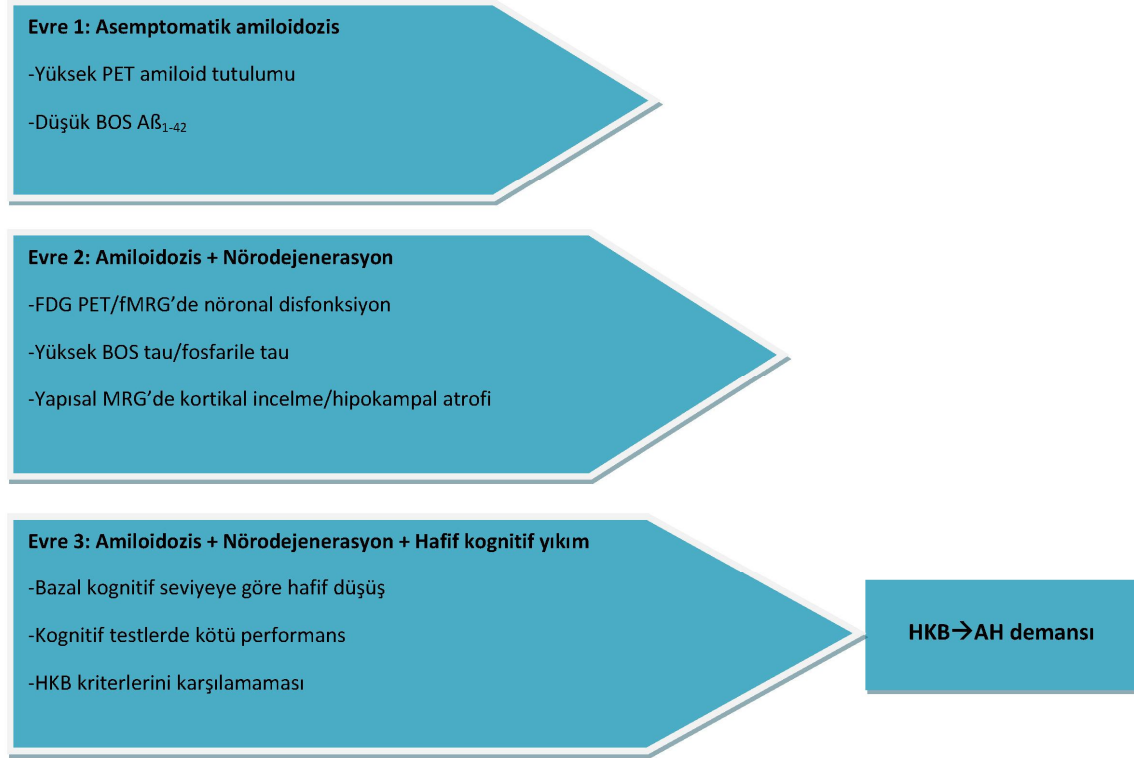 Evre 1: Asemptomatik amiloidozis
-Yüksek PET amiloid tutulumu
-Düşük BOS Aß1-42
Evre 2: Amiloidozis + Nörodejenerasyon
-FDG PET/fMRG’de nöronal disfonksiyon
-Yüksek BOS tau/fosfarile tau
-Yapısal MRG’de kortikal incelme/hipokampal atrofi
Evre 3: Amiloidozis + Nörodejenerasyon + Hafif kognitif yıkım
-Bazal kognitif seviyeye göre hafif düşüş
-Kognitif testlerde kötü performans
-HKB kriterlerini karşılamaması
HKB→AH demansı